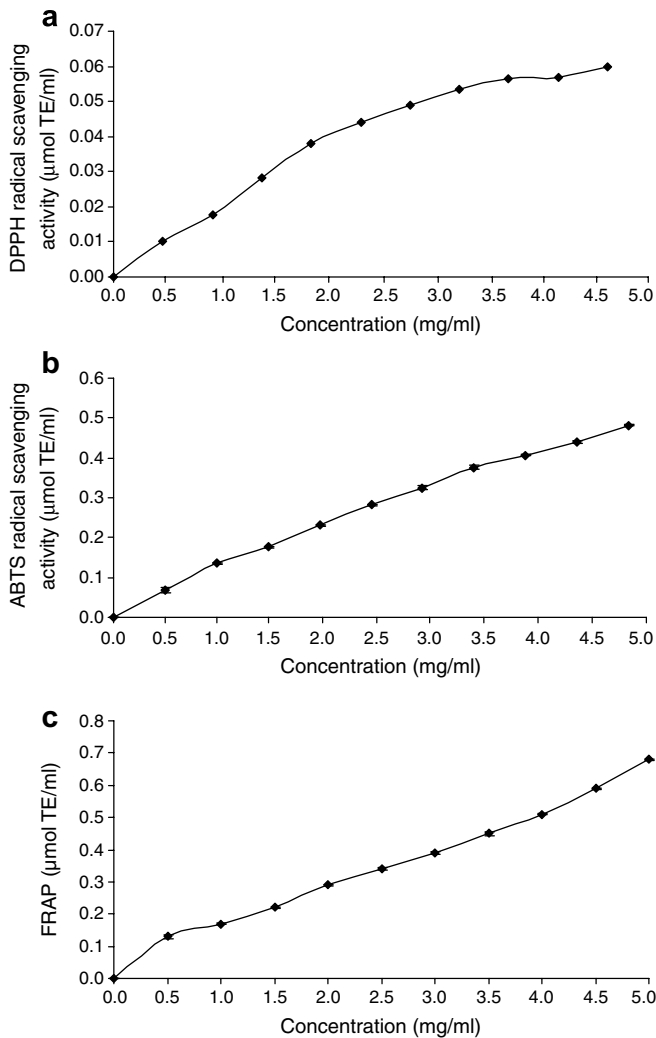 a
DPPH radical scavenging
activity (µmol TE/ml)
0.07
0.06
0.05
0.04
0.03
0.02
0.01
0.00
0.0 0.5 1.0 1.5 2.0 2.5 3.0 3.5 4.0 4.5 5.0
Concentration (mg/ml)
b
ABTS radical scavenging
activity (µmol TE/ml)
0.6
0.5
0.4
0.3
0.2
0.1
0.0
0.0 0.5 1.0 1.5 2.0 2.5 3.0 3.5 4.0 4.5 5.0
Concentration (mg/ml)
c
FRAP (µmol TE/ml)
0.8
0.7
0.6
0.5
0.4
0.3
0.2
0.1
0.0
0.0 0.5 1.0 1.5 2.0 2.5 3.0 3.5 4.0 4.5 5.0
Concentration (mg/ml)